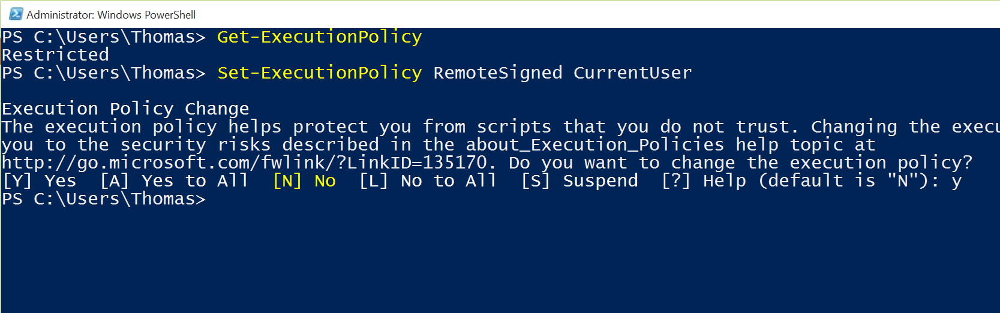 Administrator: Windows PowerShell
PS C:\Users\Thomas> Get-ExecutionPolicy
Restricted
PS C:\Users\Thomas> Set-ExecutionPolicy RemoteSigned CurrentUser
Execution Policy Change
The execution policy helps protect you from scripts that you do not trust. Changing the execu
you to the security risks described in the about_Execution_Policies help topic at
http://go.microsoft.com/fwlink/?LinkID=135170. Do you want to change the execution policy?
[Y] Yes  [A] Yes to All  [N] No  [L] No to All  [S] Suspend  [?] Help (default is "N"): y
PS C:\Users\Thomas>